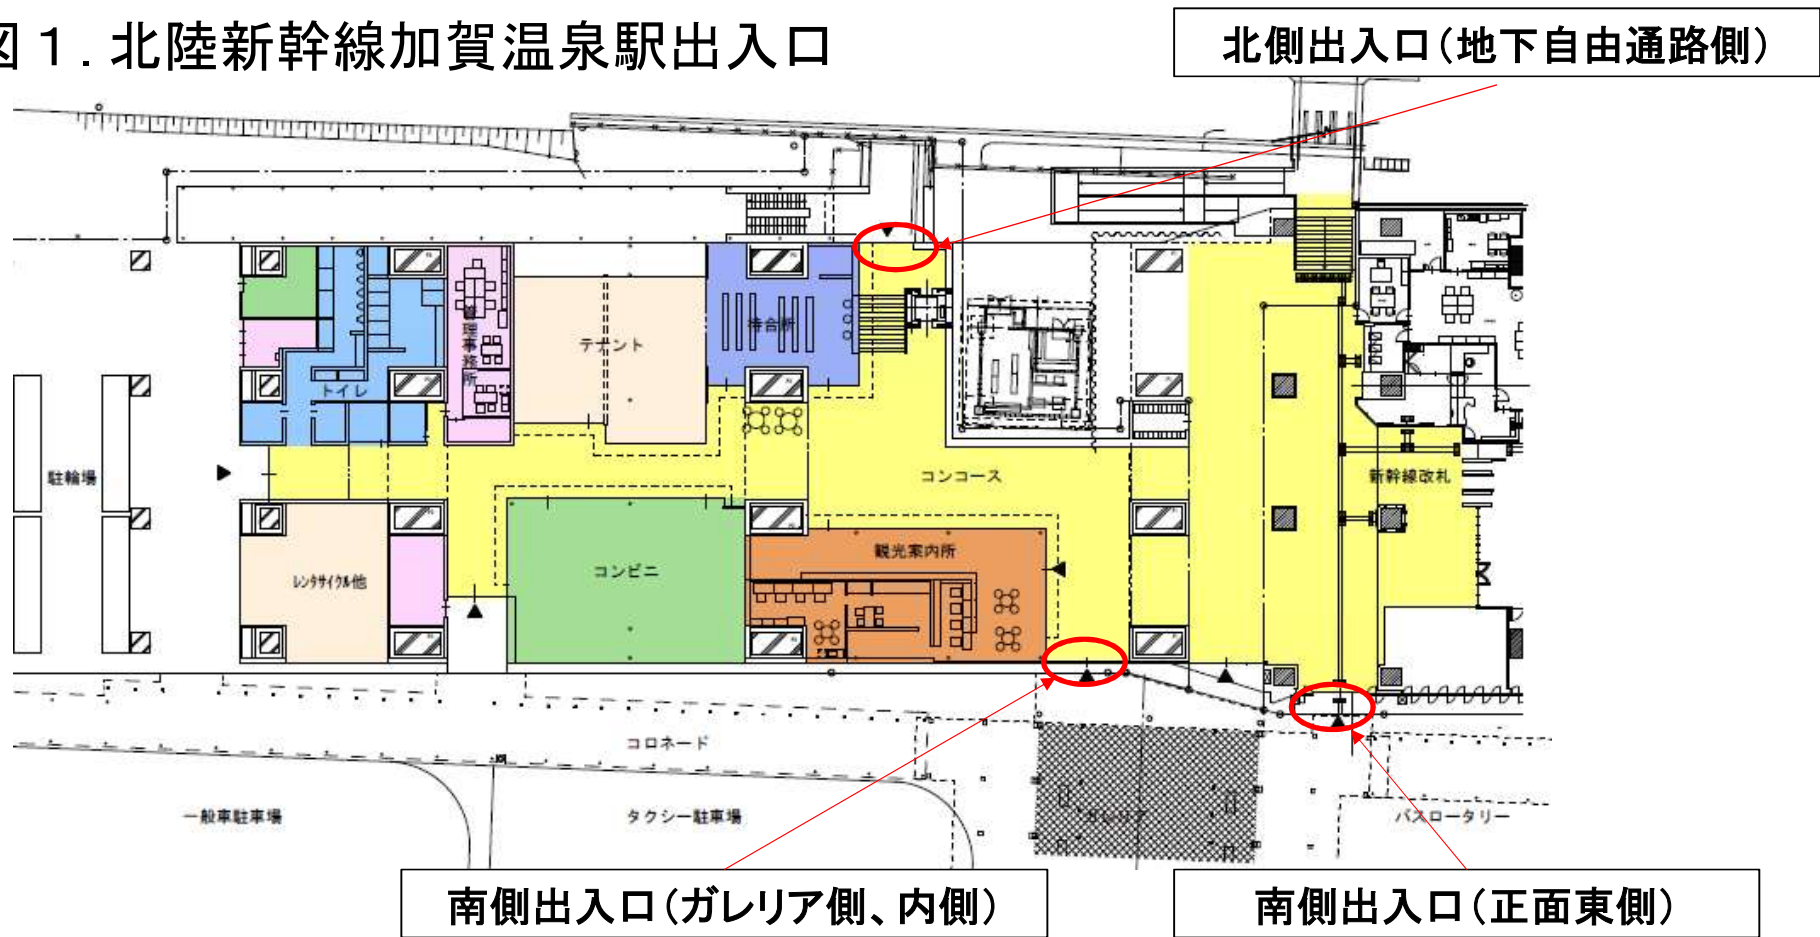 図１．北陸新幹線加賀温泉駅出入口
北側出入口（地下自由通路側）
管理事務所
待合所
テナント
トイレ
駐輪場
コンコース
新幹線改札
観光案内所
コンビニ
レンタサイクル他
コロネード
一般車駐車場
タクシー駐車場
ガレリア
バスロータリー
南側出入口（ガレリア側、内側）
南側出入口（正面東側）